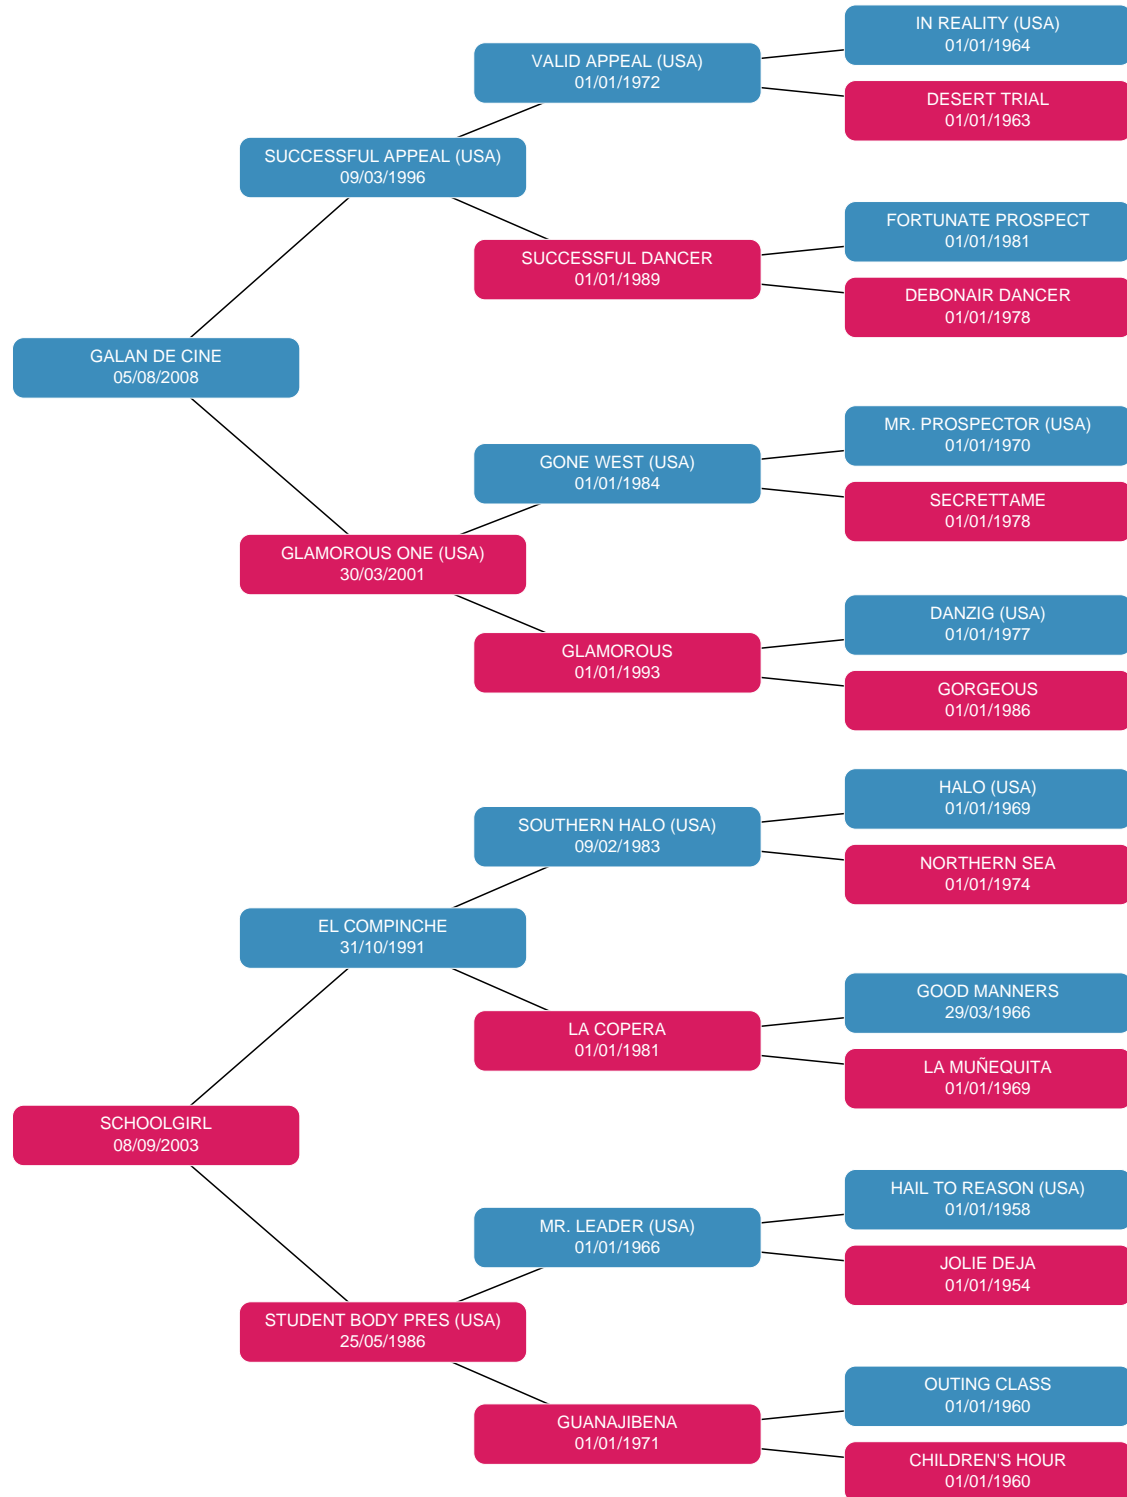 IN REALITY (USA)
01/01/1964
VALID APPEAL (USA)
01/01/1972
DESERT TRIAL
01/01/1963
SUCCESSFUL APPEAL (USA)
09/03/1996
FORTUNATE PROSPECT
01/01/1981
SUCCESSFUL DANCER
01/01/1989
DEBONAIR DANCER
01/01/1978
GALAN DE CINE
05/08/2008
MR. PROSPECTOR (USA)
01/01/1970
GONE WEST (USA)
01/01/1984
SECRETTAME
01/01/1978
GLAMOROUS ONE (USA)
30/03/2001
DANZIG (USA)
01/01/1977
GLAMOROUS
01/01/1993
GORGEOUS
01/01/1986
HALO (USA)
01/01/1969
SOUTHERN HALO (USA)
09/02/1983
NORTHERN SEA
01/01/1974
EL COMPINCHE
31/10/1991
GOOD MANNERS
29/03/1966
LA COPERA
01/01/1981
LA MUÑEQUITA
01/01/1969
SCHOOLGIRL
08/09/2003
HAIL TO REASON (USA)
01/01/1958
MR. LEADER (USA)
01/01/1966
JOLIE DEJA
01/01/1954
STUDENT BODY PRES (USA)
25/05/1986
OUTING CLASS
01/01/1960
GUANAJIBENA
01/01/1971
CHILDREN'S HOUR
01/01/1960